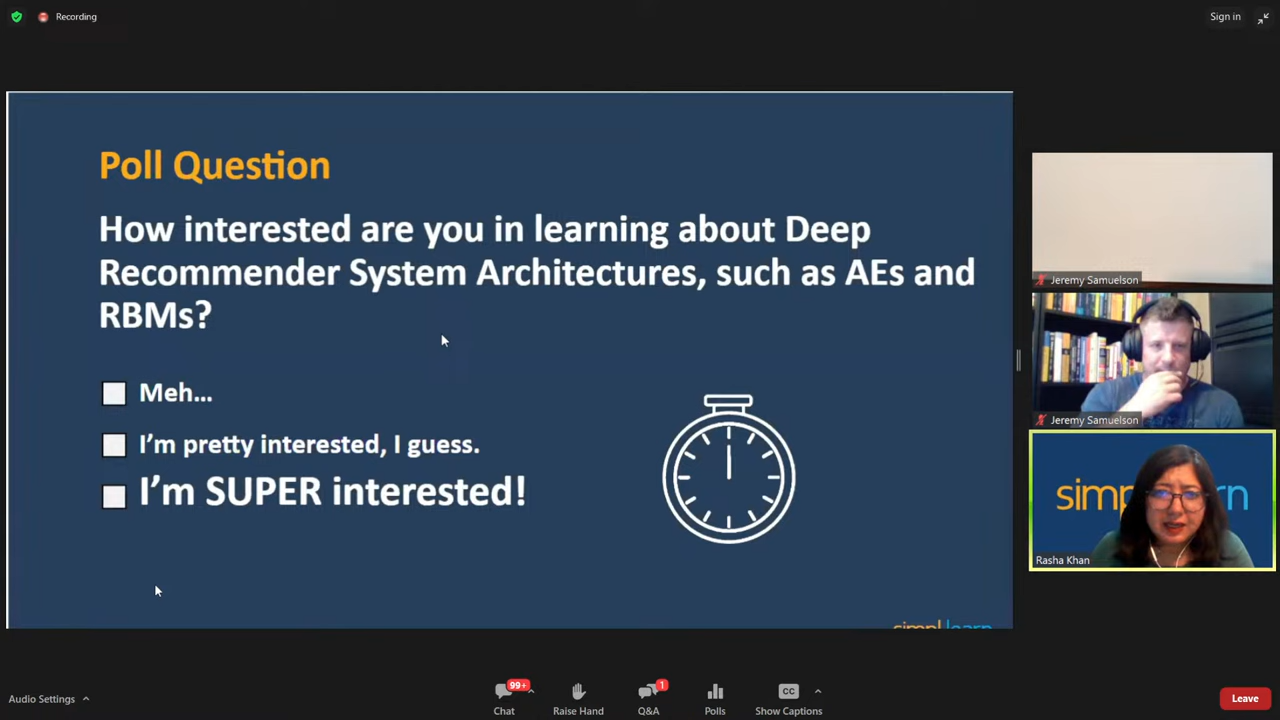 Recording
Sign in
Poll Question
How interested are you in learning about Deep
Recommender System Architectures, such as AEs and
RBMs?
Meh...
I'm pretty interested, I guess.
I'm SUPER interested!
simplilearn
Jeremy Samuelson
Jeremy Samuelson
Rasha Khan
Audio Settings
99+
Chat
Raise Hand
1
Q&A
Polls
CC
Show Captions
Leave